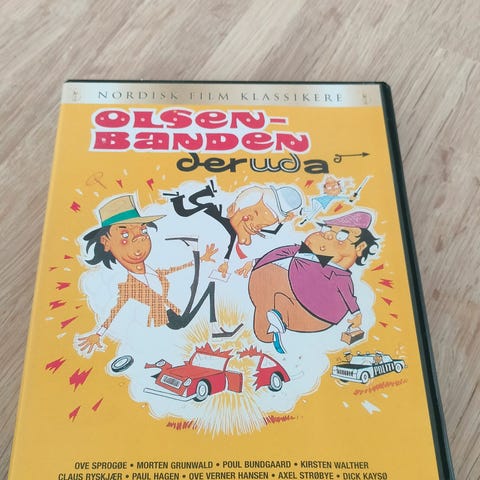 NORDISK FILM KLASSIKERE
OLSEN-
BANDEN
deruda'
POLITI
OVE SPROGØE • MORTEN GRUNWALD • POUL BUNDGAARD • KIRSTEN WALTHER
CLAUS RYSKJÆR • PAUL HAGEN • OVE VERNER HANSEN • AXEL STRØBYE • DICK KAYSØ